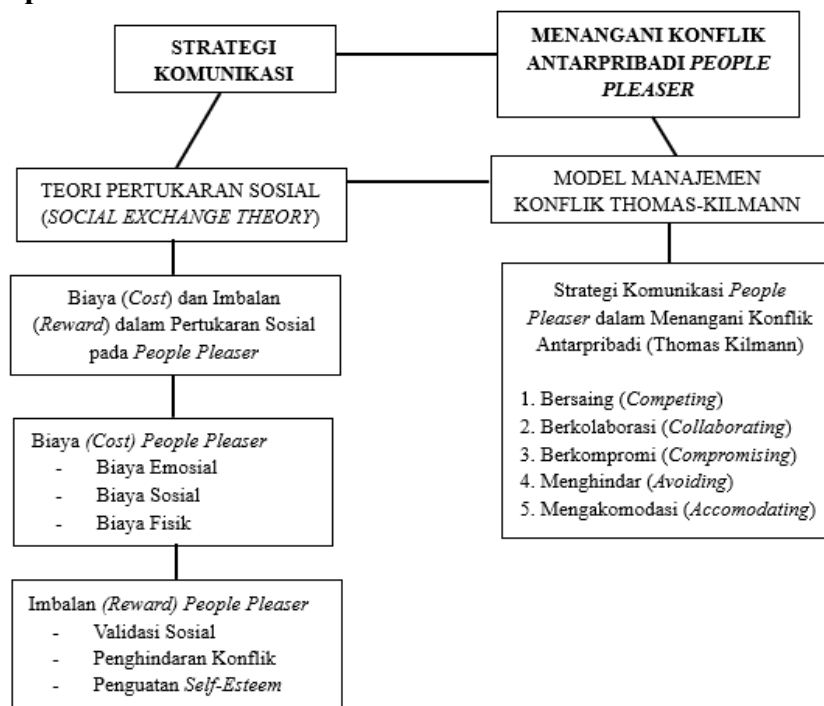 STRATEGI
KOMUNIKASI
MENANGANI KONFLIK
ANTARPRIBADI PEOPLE
PLEASER
TEORI PERTUKARAN SOSIAL
(SOCIAL EXCHANGE THEORY)
MODEL MANAJEMEN
KONFLIK THOMAS-KILMANN
Biaya (Cost) dan Imbalan
(Reward) dalam Pertukaran Sosial
pada People Pleaser
Biaya (Cost) People Pleaser
- Biaya Emosial
- Biaya Sosial
- Biaya Fisik
Imbalan (Reward) People Pleaser
- Validasi Sosial
- Penghindaran Konflik
- Penguatan Self-Esteem
Strategi Komunikasi People
Pleaser dalam Menangani Konflik
Antarpribadi (Thomas Kilmann)
1. Bersaing (Competing)
2. Berkolaborasi (Collaborating)
3. Berkompromi (Compromising)
4. Menghindar (Avoiding)
5. Mengakomodasi (Accomodating)